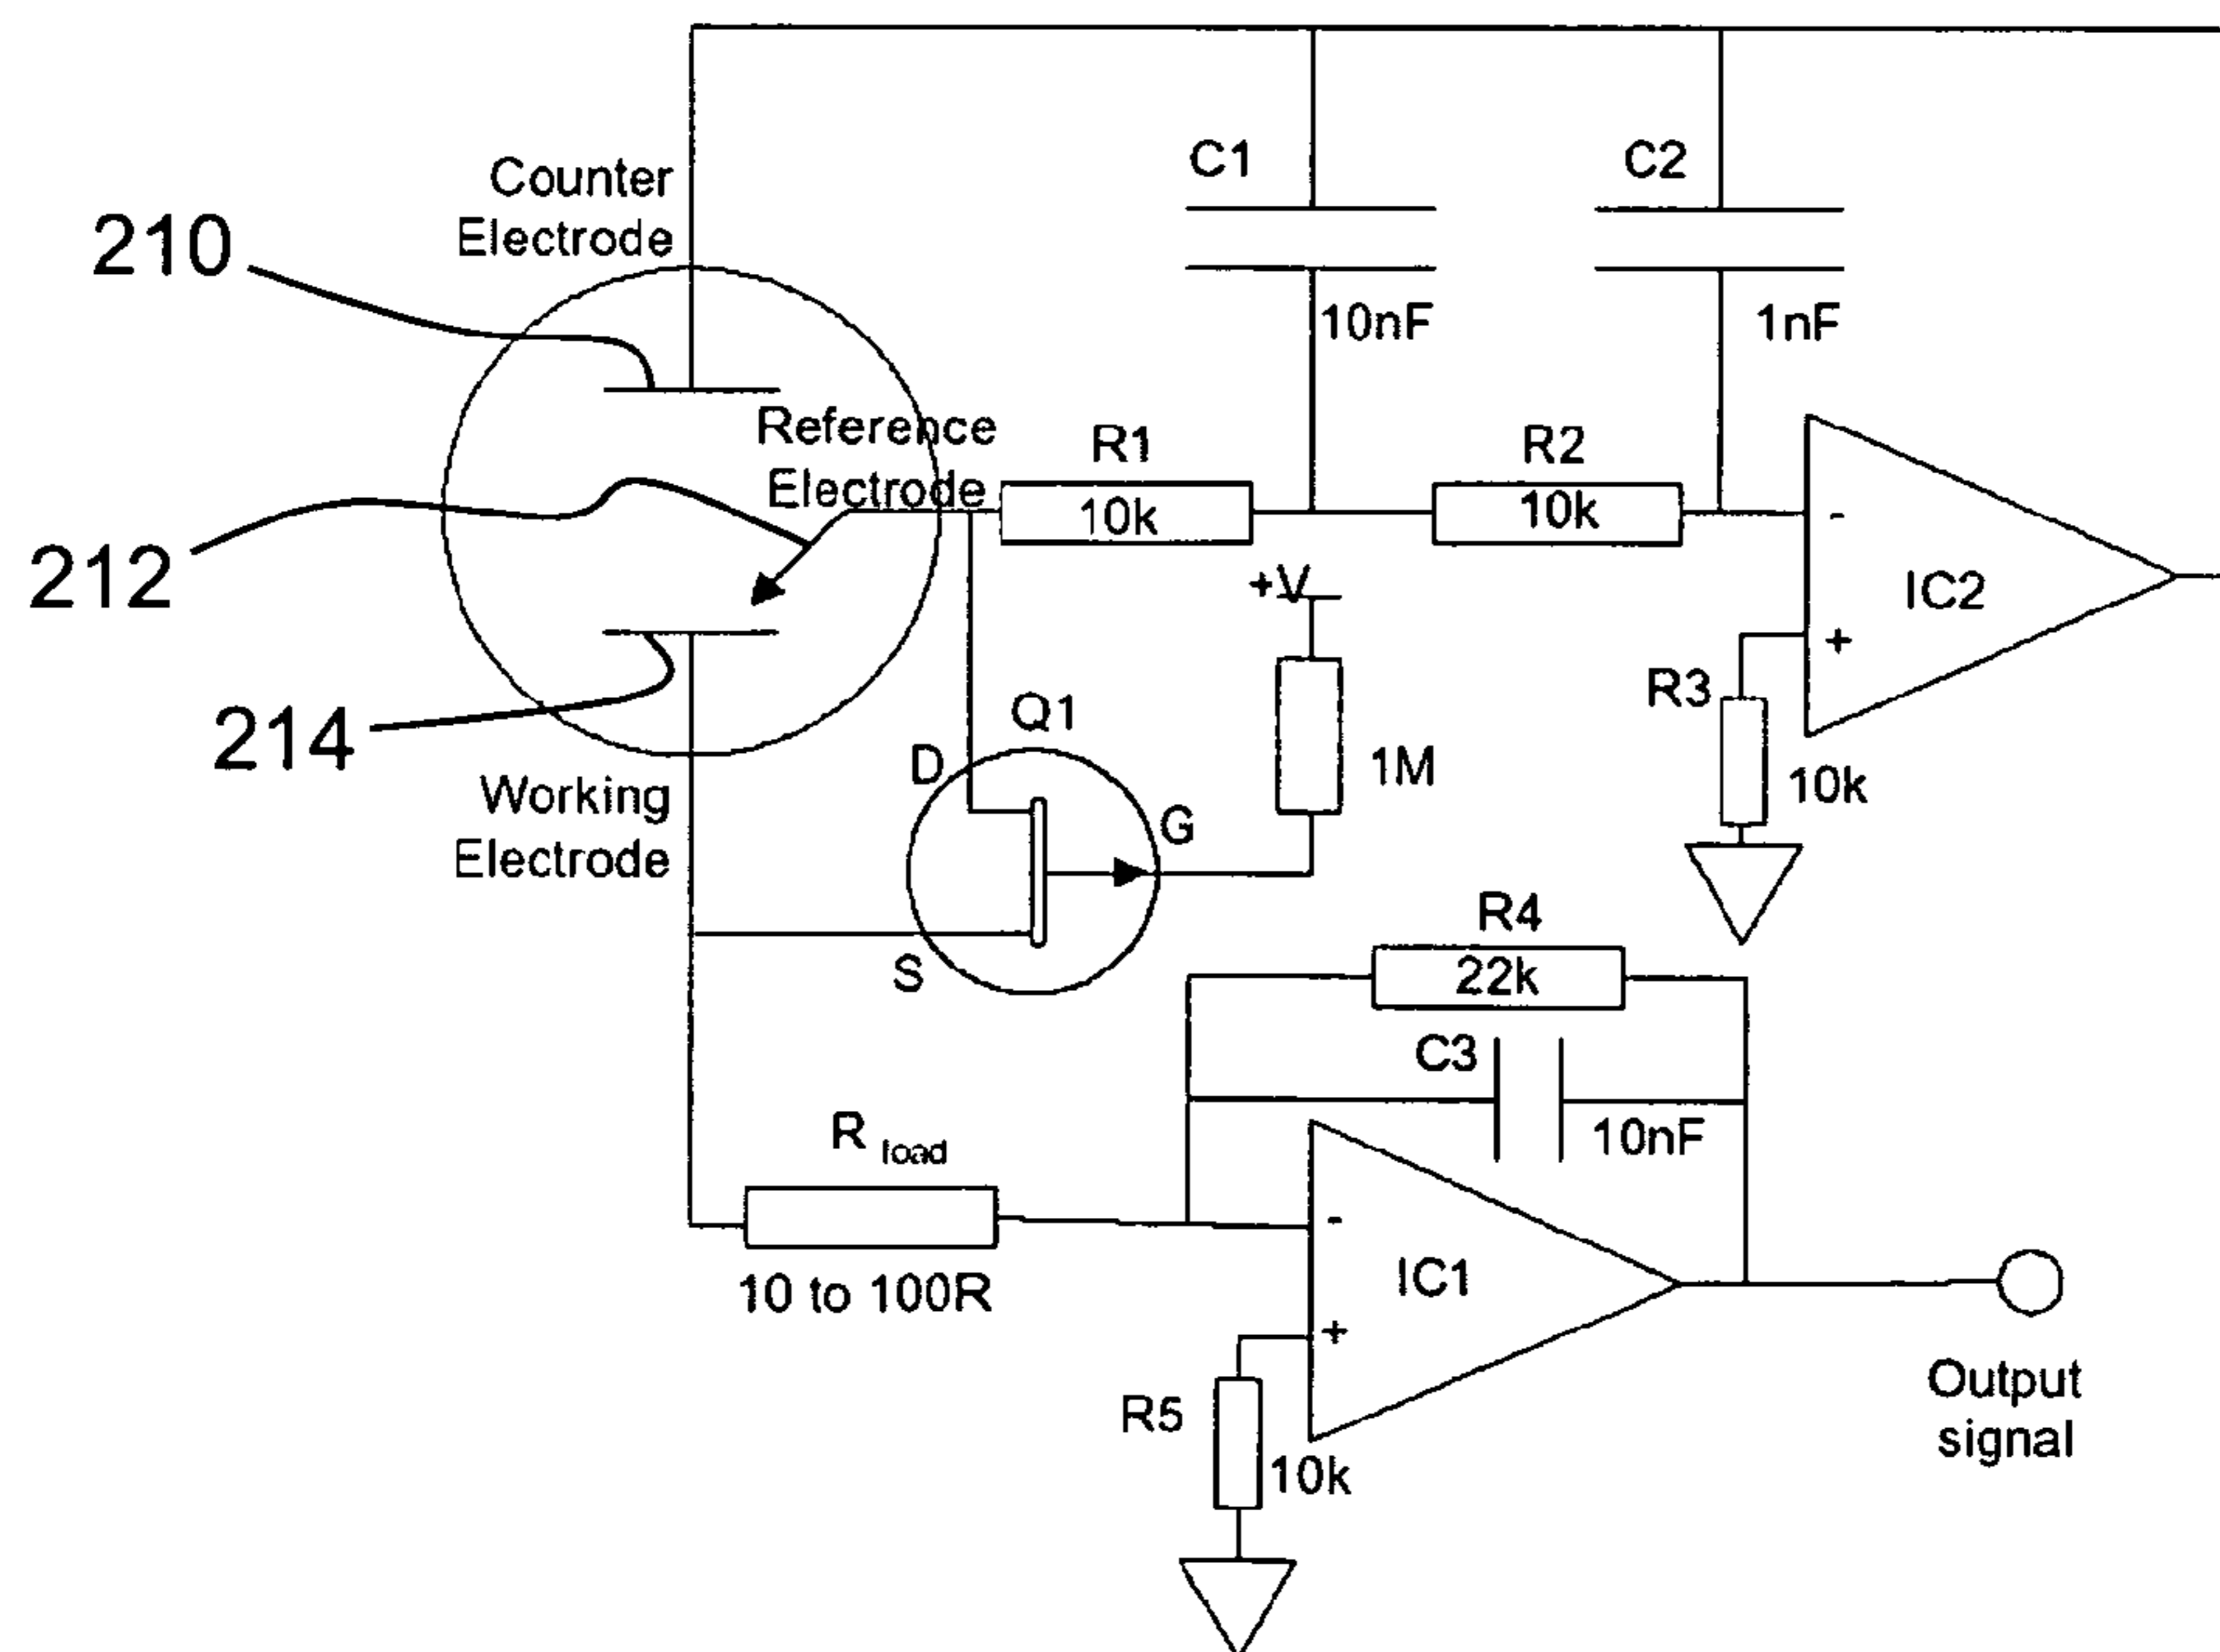 Counter
Electrode
210
C1
C2
10nF
1nF
Reference
Electrode
R1
10k
R2
10k
212
+V
-
IC2
+
R3
10k
214
Q1
D
G
S
1M
Working
Electrode
R4
22k
C3
10nF
R load
10 to 100R
-
IC1
+
R5
10k
Output
signal